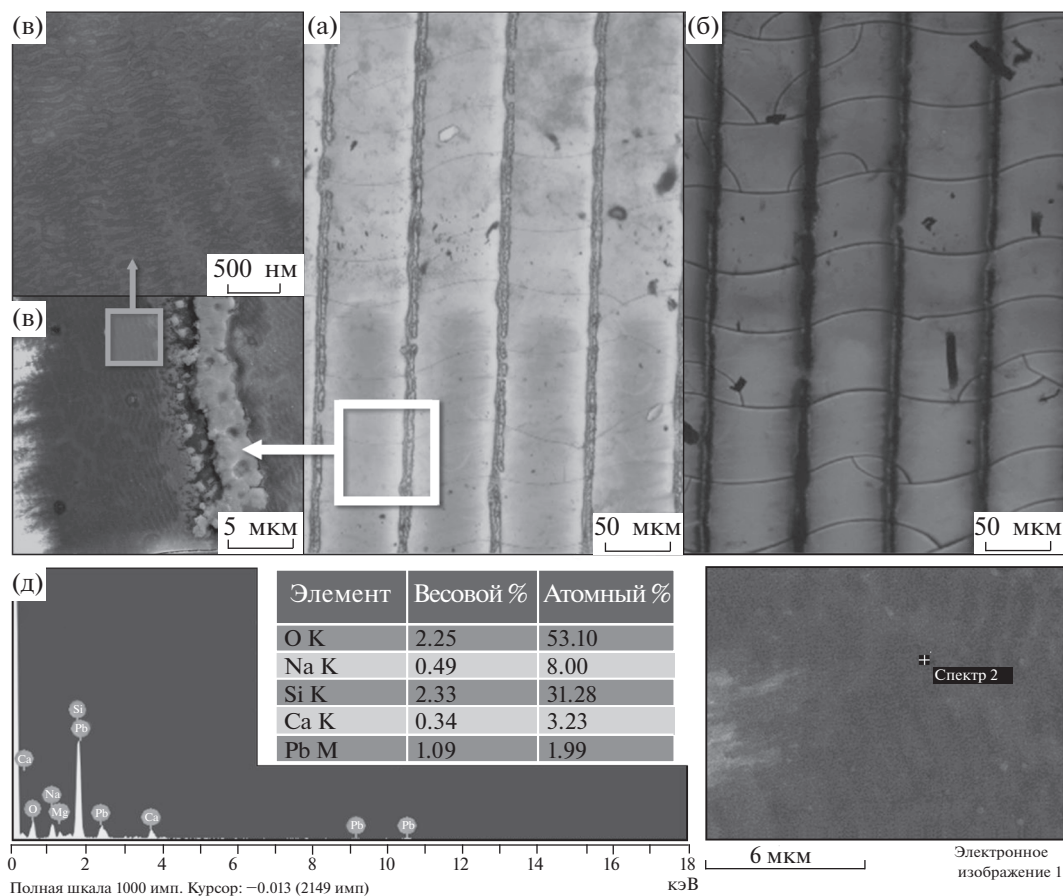 (в)
(а)
(б)
500 нм
(в)
5 мкм
50 мкм
50 мкм
(д)
Элемент Весовой % Атомный %
O K 2.25 53.10
Na K 0.49 8.00
Si K 2.33 31.28
Ca K 0.34 3.23
Pb M 1.09 1.99
Si
Pb
Ca
O
Na
Mg
Pb
Ca
Pb
Pb
0 2 4 6 8 10 12 14 16 18
кэВ
Полная шкала 1000 имп. Курсор: −0.013 (2149 имп)
Спектр 2
6 мкм
Электронное
изображение 1